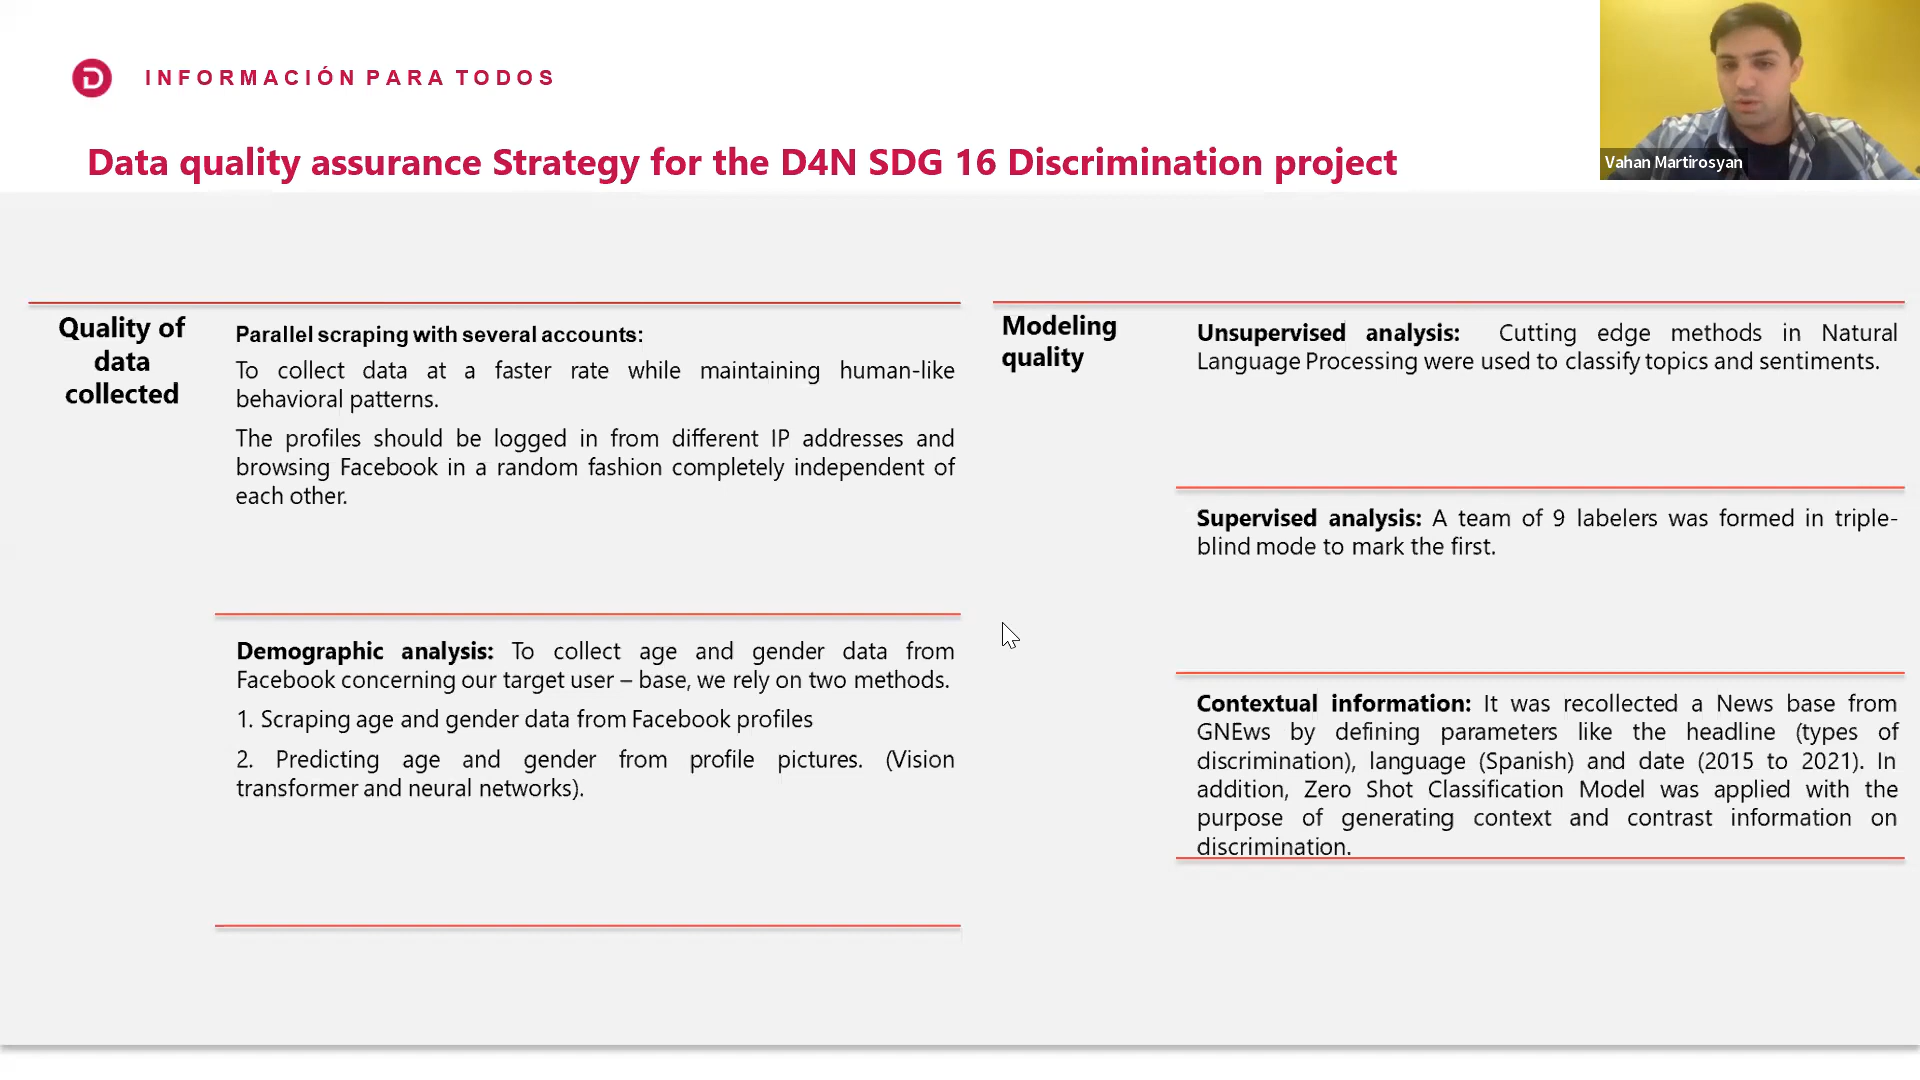 INFORMACIÓN PARA TODOS
Vahan Martirosyan
Data quality assurance Strategy for the D4N SDG 16 Discrimination project
Quality of
data
collected
Parallel scraping with several accounts:
To collect data at a faster rate while maintaining human-like
behavioral patterns.
The profiles should be logged in from different IP addresses and
browsing Facebook in a random fashion completely independent of
each other.
Demographic analysis: To collect age and gender data from
Facebook concerning our target user – base, we rely on two methods.
1. Scraping age and gender data from Facebook profiles
2. Predicting age and gender from profile pictures. (Vision
transformer and neural networks).
Modeling
quality
Unsupervised analysis: Cutting edge methods in Natural
Language Processing were used to classify topics and sentiments.
Supervised analysis: A team of 9 labelers was formed in triple-
blind mode to mark the first.
Contextual information: It was recollected a News base from
GNEws by defining parameters like the headline (types of
discrimination), language (Spanish) and date (2015 to 2021). In
addition, Zero Shot Classification Model was applied with the
purpose of generating context and contrast information on
discrimination.